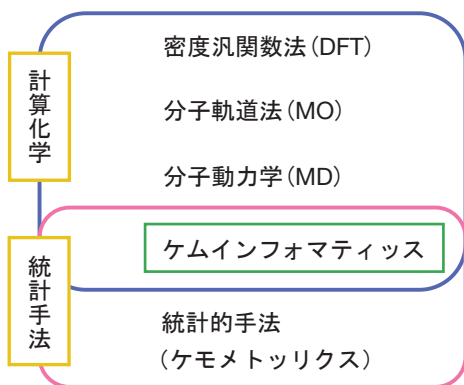 計算化学
密度汎関数法(DFT)
分子軌道法(MO)
分子動力学(MD)
統計手法
ケムインフォマティッス
統計的手法
(ケモメトッリクス)